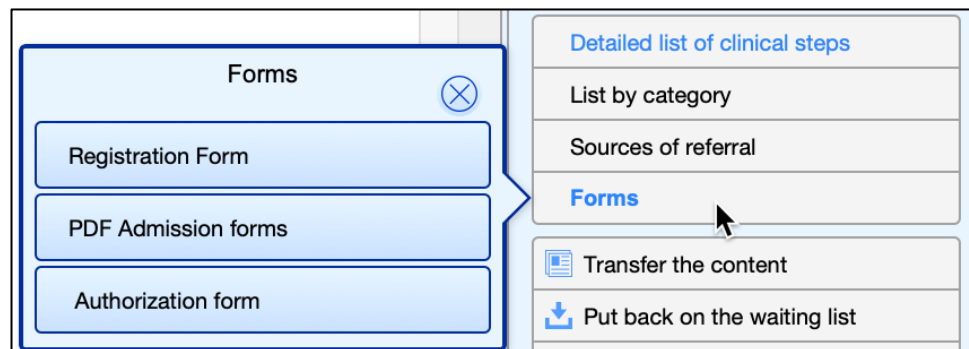 Forms
Registration Form
PDF Admission forms
Authorization form
Detailed list of clinical steps
List by category
Sources of referral
Forms
Transfer the content
Put back on the waiting list